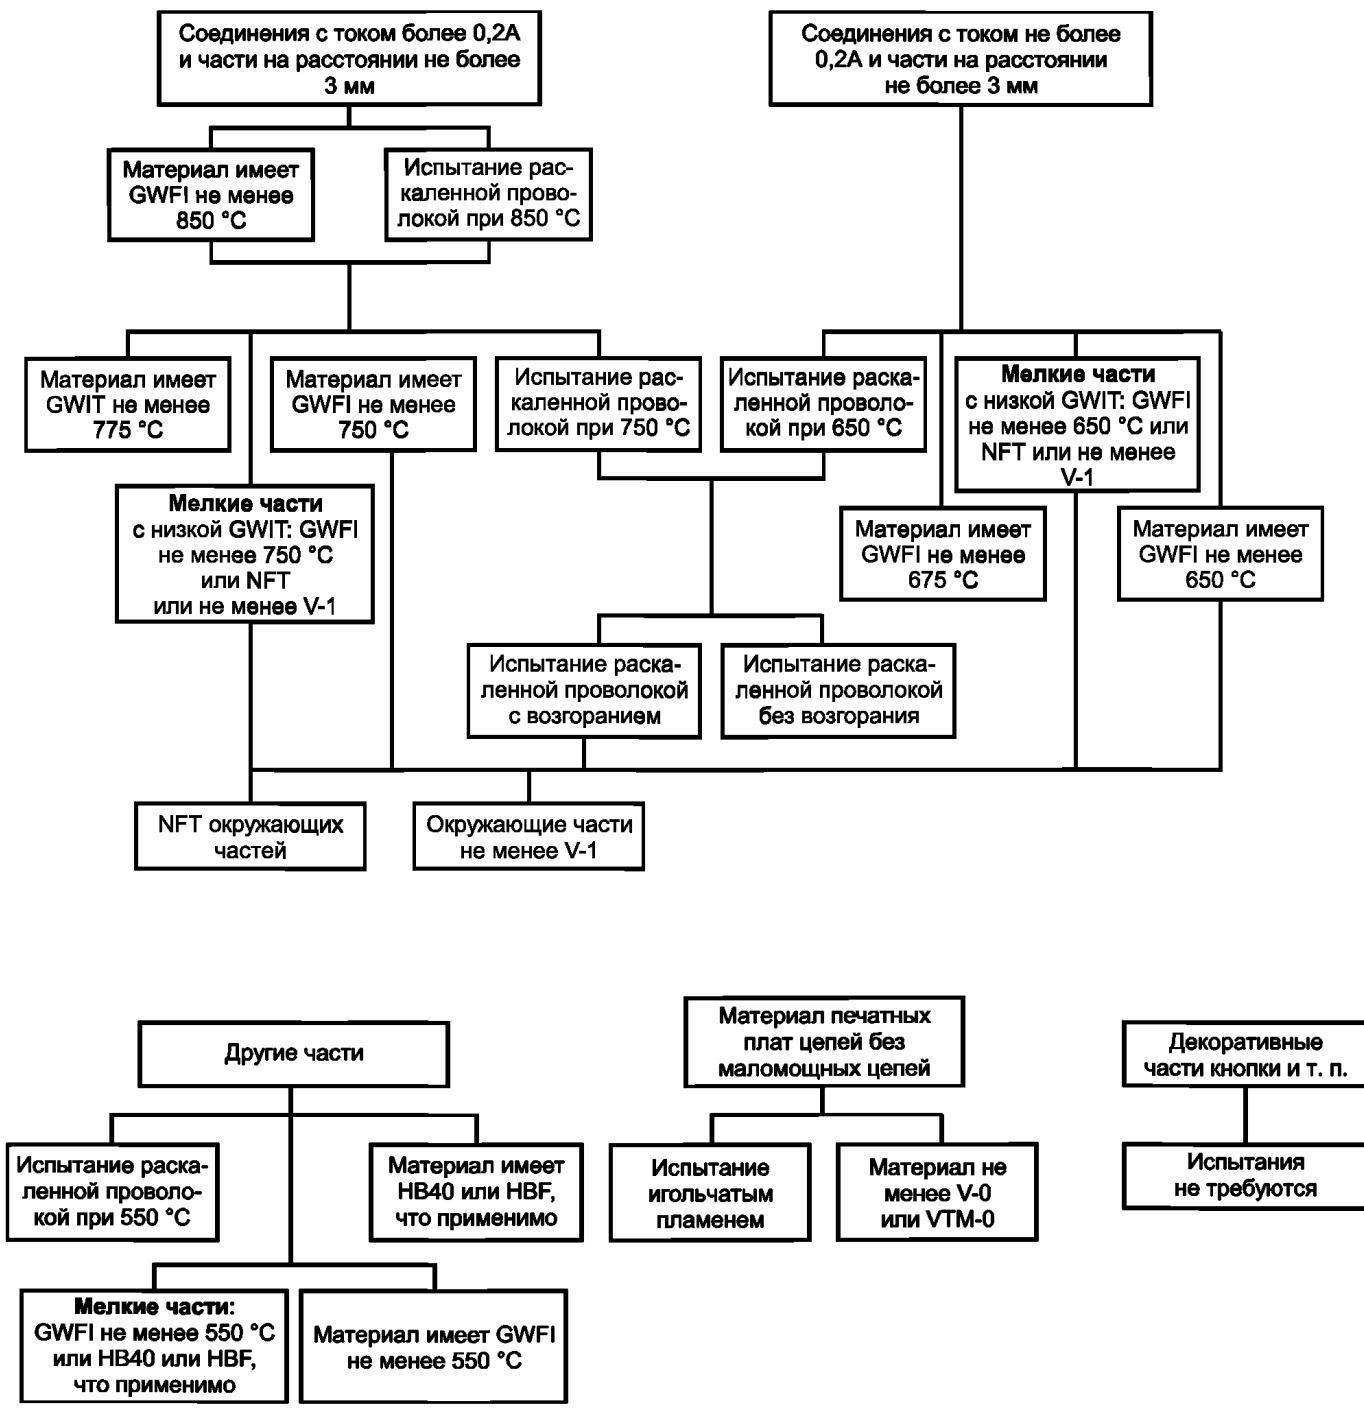 Соединения с током более 0,2А
и части на расстоянии не более
3 мм
Соединения с током не более
0,2А и части на расстоянии
не более 3 мм
Материал имеет
GWFI не менее
850 °C
Испытание рас-
каленной прово-
локой при 850 °C
Материал имеет
GWIT не менее
775 °C
Материал имеет
GWFI не менее
750 °C
Испытание рас-
каленной прово-
локой при 750 °C
Испытание раска-
ленной проволо-
кой при 650 °C
Мелкие части
с низкой GWIT: GWFI
не менее 650 °C или
NFT или не менее
V-1
Мелкие части
с низкой GWIT: GWFI
не менее 750 °C
или NFT
или не менее V-1
Материал имеет
GWFI не менее
675 °C
Материал имеет
GWFI не менее
650 °C
Испытание раска-
ленной проволокой
с возгоранием
Испытание раска-
ленной проволокой
без возгорания
NFT окружающих
частей
Окружающие части
не менее V-1
Другие части
Материал печатных
плат цепей без
маломощных цепей
Декоративные
части кнопки и т. п.
Испытание раска-
ленной проволо-
кой при 550 °C
Материал имеет
HB40 или HBF,
что применимо
Испытание
игольчатым
пламенем
Материал не
менее V-0
или VTM-0
Испытания
не требуются
Мелкие части:
GWFI не менее 550 °C
или HB40 или HBF,
что применимо
Материал имеет GWFI
не менее 550 °C